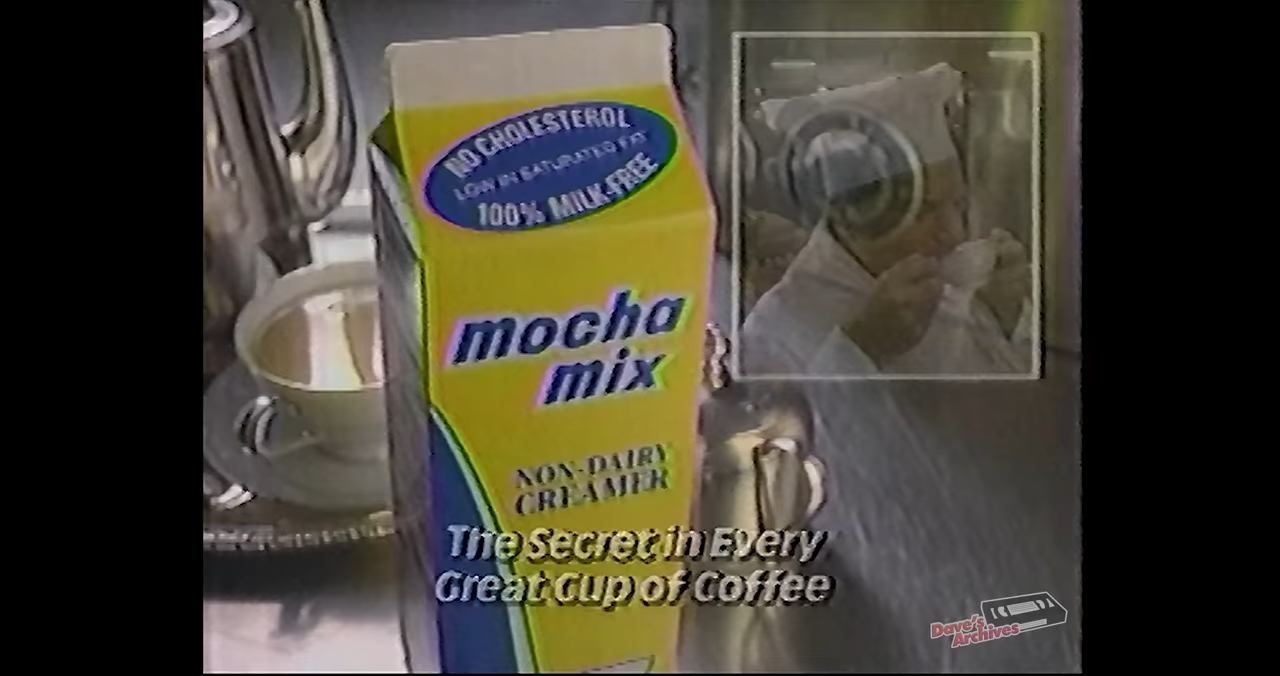 NO CHOLESTEROL
LOW IN SATURATED FAT
100% MILK-FREE
mocha
mix
NON-DAIRY
CREAMER
The Secret in Every
Great Cup of Coffee
Dave's
Archives